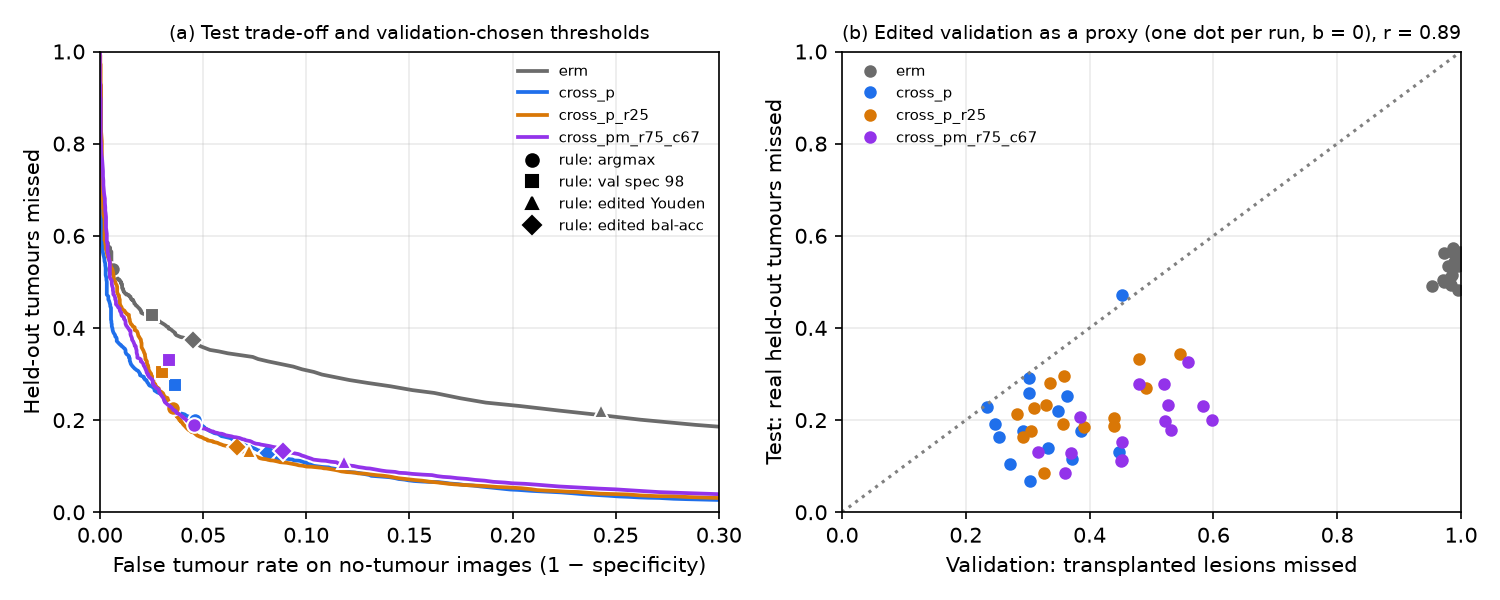 (a) Test trade-off and validation-chosen thresholds
1.0
0.8
0.6
0.4
0.2
0.0
0.00
0.05
0.10
0.15
0.20
0.25
0.30
Held-out tumours missed
False tumour rate on no-tumour images (1 − specificity)
erm
cross_p
cross_p_r25
cross_pm_r75_c67
rule: argmax
rule: val spec 98
rule: edited Youden
rule: edited bal-acc
(b) Edited validation as a proxy (one dot per run, b = 0), r = 0.89
1.0
0.8
0.6
0.4
0.2
0.0
0.0
0.2
0.4
0.6
0.8
1.0
Test: real held-out tumours missed
Validation: transplanted lesions missed
erm
cross_p
cross_p_r25
cross_pm_r75_c67